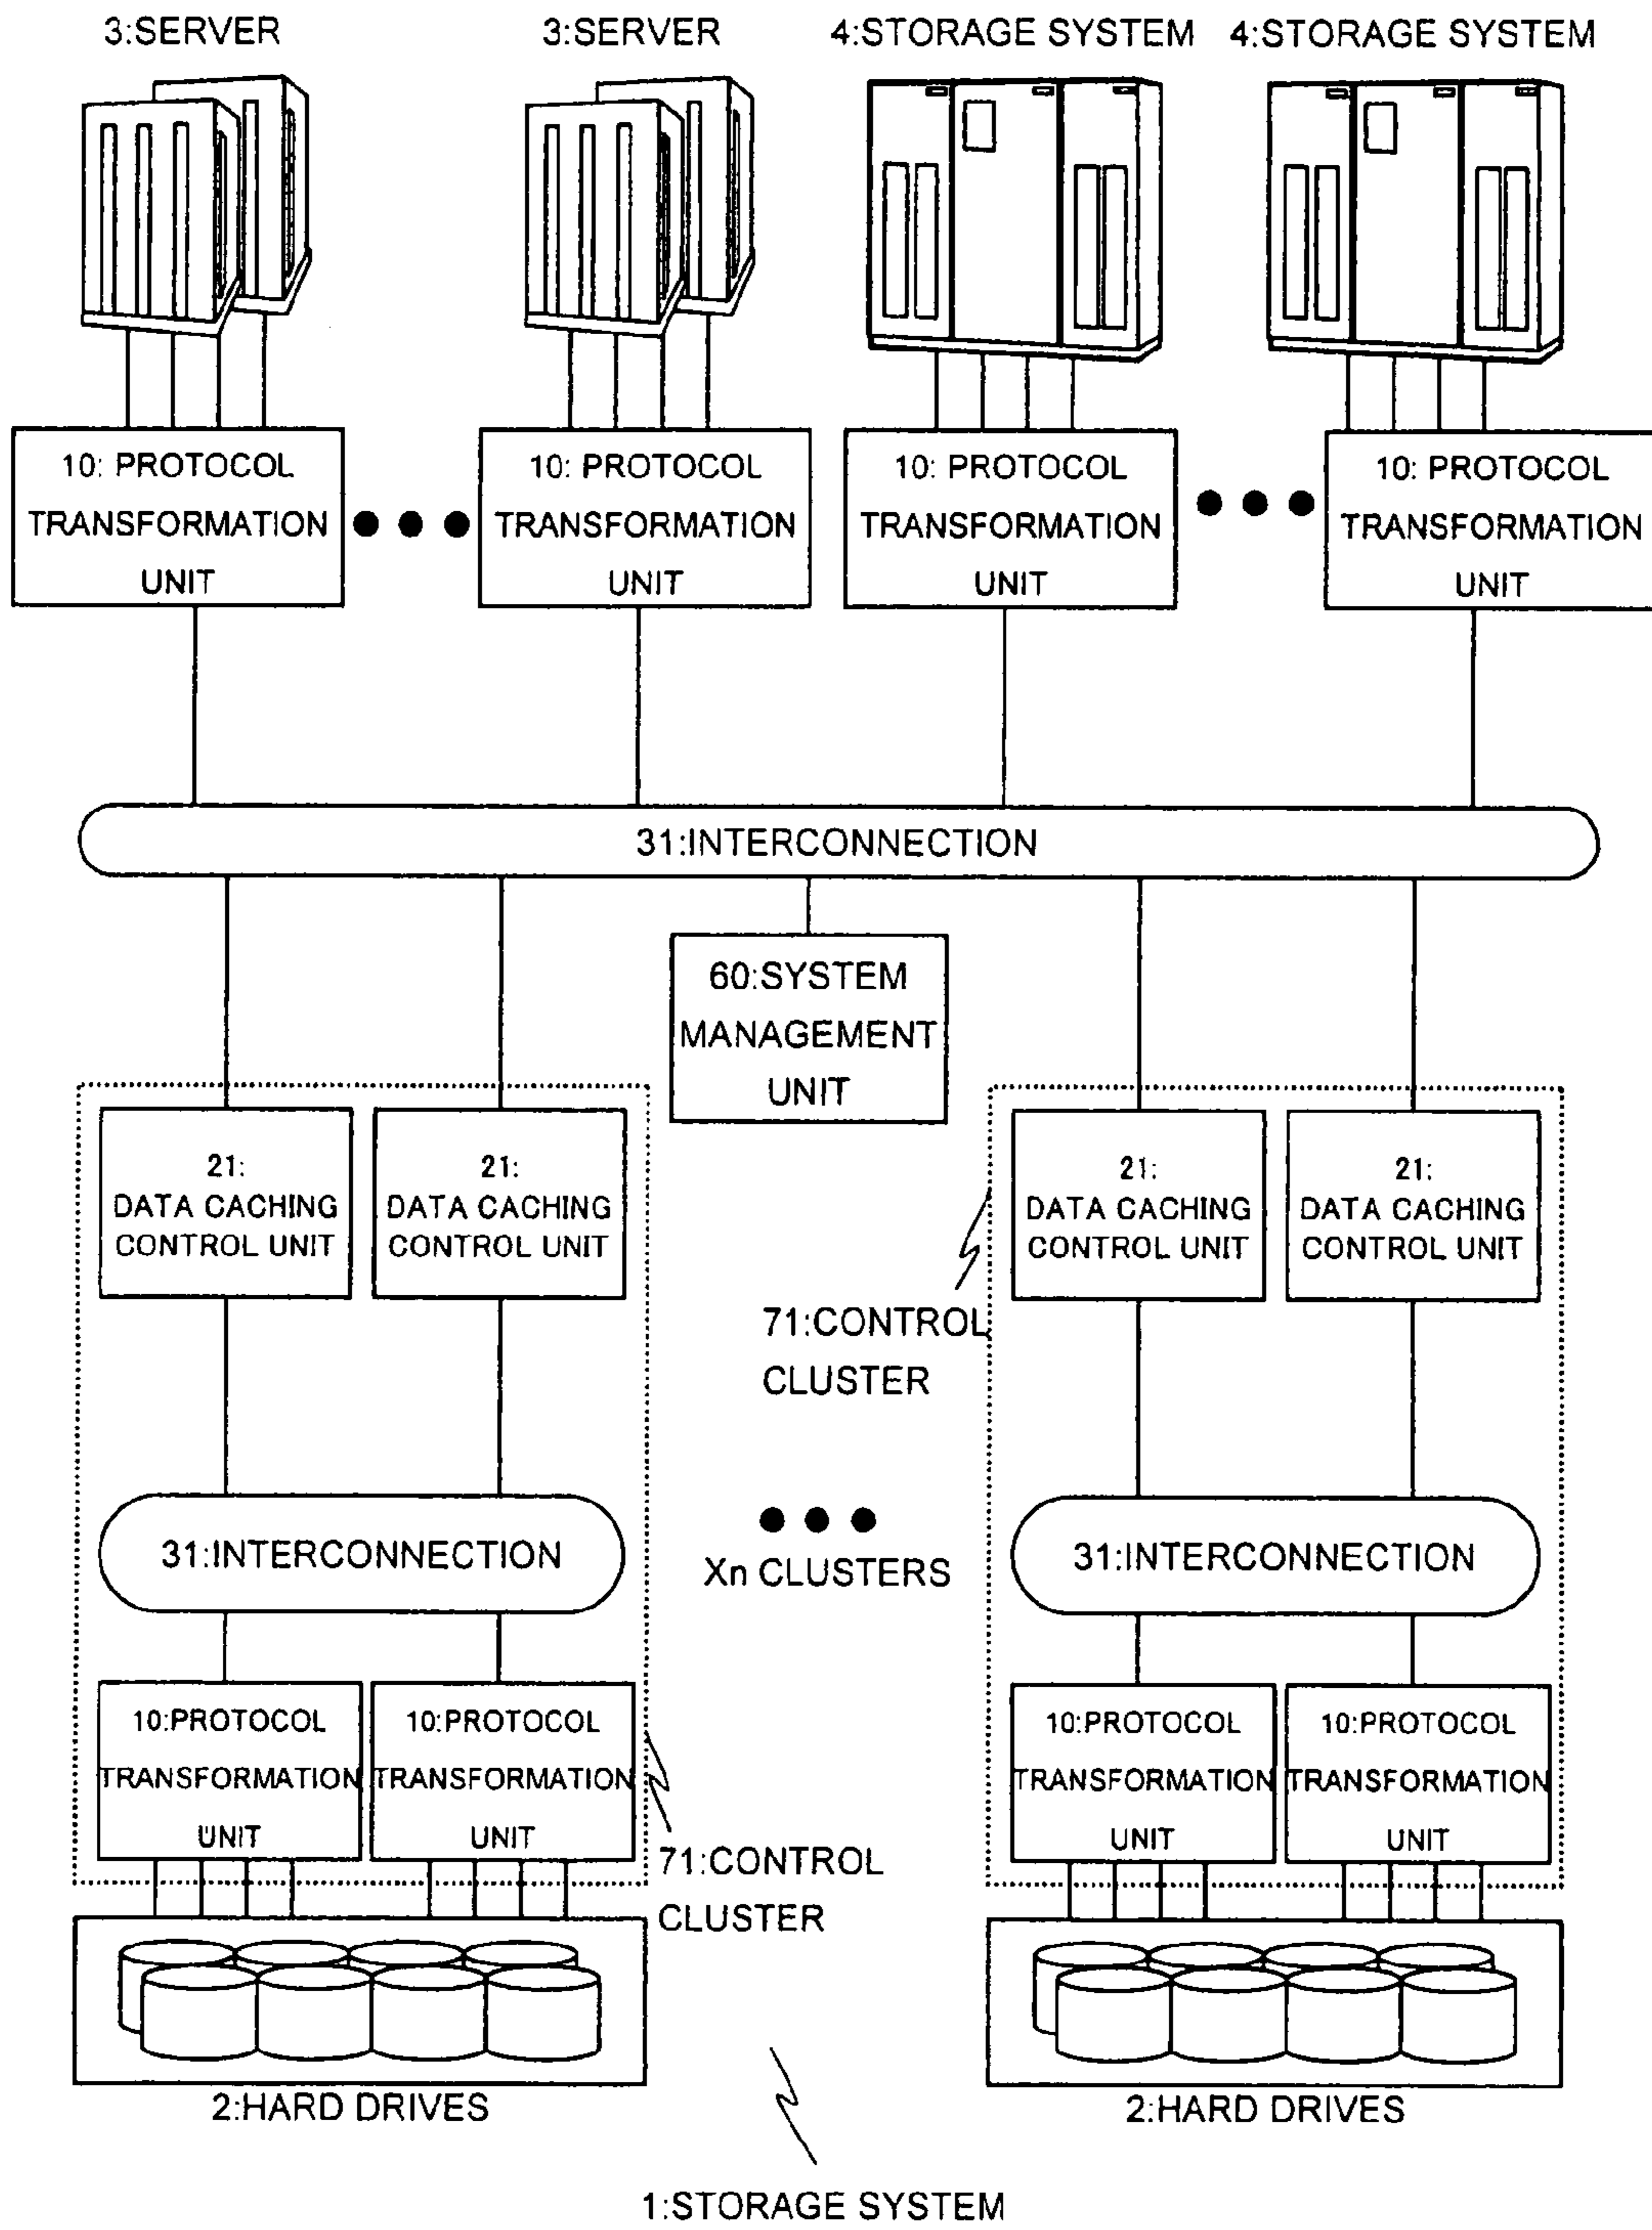 3:SERVER
3:SERVER
4:STORAGE SYSTEM
4:STORAGE SYSTEM
10: PROTOCOL
TRANSFORMATION
UNIT
10: PROTOCOL
TRANSFORMATION
UNIT
10: PROTOCOL
TRANSFORMATION
UNIT
10: PROTOCOL
TRANSFORMATION
UNIT
31:INTERCONNECTION
60:SYSTEM
MANAGEMENT
UNIT
21:
DATA CACHING
CONTROL UNIT
21:
DATA CACHING
CONTROL UNIT
21:
DATA CACHING
CONTROL UNIT
21:
DATA CACHING
CONTROL UNIT
71:CONTROL
CLUSTER
31:INTERCONNECTION
Xn CLUSTERS
31:INTERCONNECTION
10:PROTOCOL
TRANSFORMATION
UNIT
10:PROTOCOL
TRANSFORMATION
UNIT
10:PROTOCOL
TRANSFORMATION
UNIT
10:PROTOCOL
TRANSFORMATION
UNIT
71:CONTROL
CLUSTER
2:HARD DRIVES
2:HARD DRIVES
1:STORAGE SYSTEM